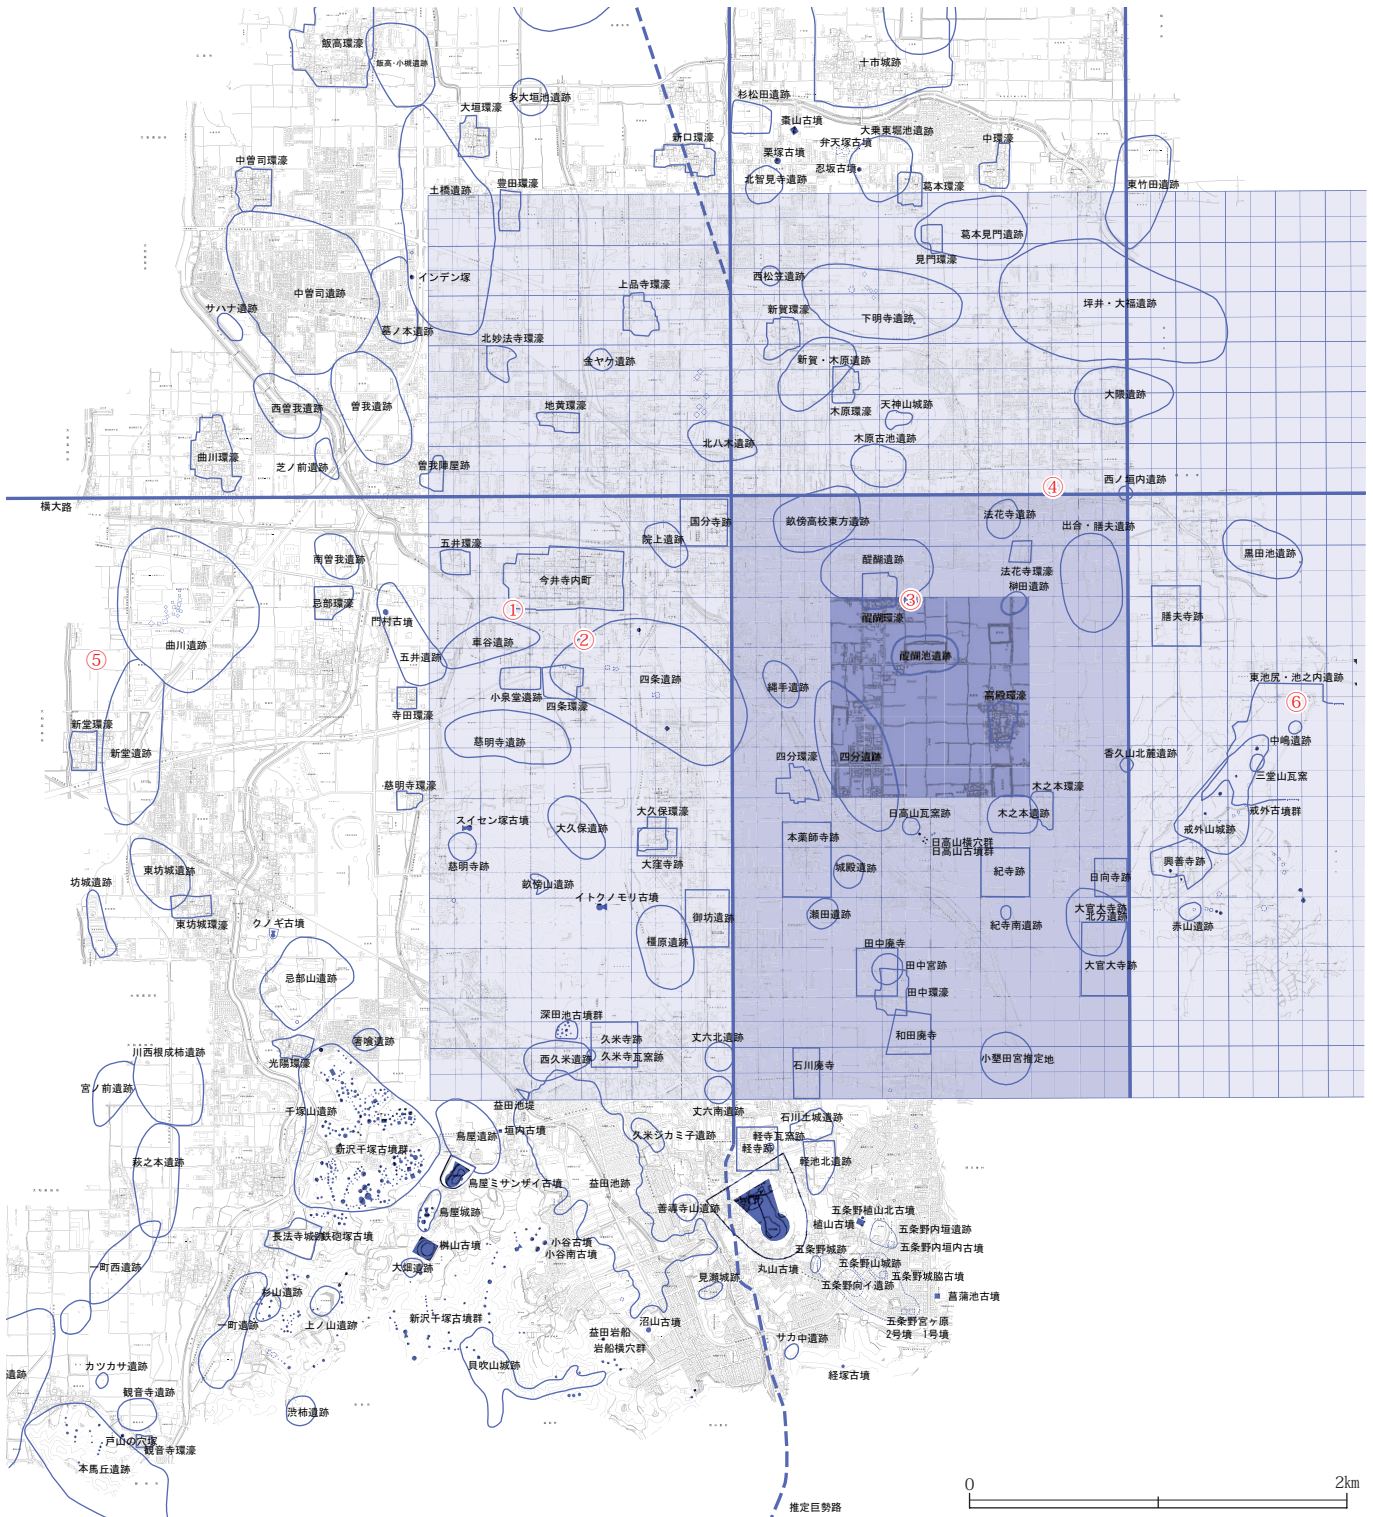 飯高環濠
飯高・小槻遺跡
十市城跡
多大垣池遺跡
杉松田遺跡
大垣環濠
棗山古墳
大乗東堀池遺跡
弁天塚古墳
新口環濠
中環濠
栗塚古墳
中曽司環濠
忍坂古墳
北智見寺遺跡
土橋遺跡
豊田環濠
葛本環濠
東竹田遺跡
葛本見門遺跡
見門環濠
インデン塚
西松笠遺跡
上品寺環濠
中曽司遺跡
坪井・大福遺跡
サハナ遺跡
新賀環濠
下明寺遺跡
墓ノ本遺跡
北妙法寺環濠
金ヤケ遺跡
新賀・木原遺跡
大隈遺跡
西曽我遺跡
曽我遺跡
地黄環濠
天神山城跡
木原環濠
北八木遺跡
木原古池遺跡
曲川環濠
芝ノ前遺跡
曽我陣屋跡
西ノ垣内遺跡
④
横大路
国分寺跡
畝傍高校東方遺跡
法花寺遺跡
出合・膳夫遺跡
院上遺跡
五井環濠
南曽我遺跡
醍醐遺跡
黒田池遺跡
法花寺環濠
今井寺内町
榊田遺跡
忌部環濠
①
③
門村古墳
醍醐環濠
膳夫寺跡
車谷遺跡
②
曲川遺跡
五井遺跡
醍醐池遺跡
⑤
四条遺跡
東池尻・池之内遺跡
縄手遺跡
小泉堂遺跡
四条環濠
高殿環濠
⑥
寺田環濠
新堂環濠
慈明寺遺跡
中嶋遺跡
新堂遺跡
四分環濠
四分遺跡
香久山北麓遺跡
三堂山瓦窯
慈明寺環濠
木之本環濠
大久保環濠
日高山瓦窯跡
木之本遺跡
戒外古墳群
スイセン塚古墳
大久保遺跡
戒外山城跡
本薬師寺跡
日高山横穴群
日高山古墳群
大窪寺跡
慈明寺跡
城殿遺跡
興善寺跡
東坊城遺跡
紀寺跡
日向寺跡
坊城遺跡
畝傍山遺跡
イトクノモリ古墳
大官大寺跡
北方遺跡
御坊遺跡
瀬田遺跡
東坊城環濠
クノギ古墳
紀寺南遺跡
赤山遺跡
橿原遺跡
田中廃寺
田中宮跡
大官大寺跡
忌部山遺跡
田中環濠
深田池古墳群
久米寺跡
丈六北遺跡
和田廃寺
箸喰遺跡
川西根成柿遺跡
西久米遺跡
久米寺瓦窯跡
光陽環濠
石川廃寺
小墾田宮推定地
宮ノ前遺跡
千塚山遺跡
益田池堤
丈六南遺跡
石川土城遺跡
垣内古墳
鳥屋遺跡
久米ジカミ子遺跡
軽寺瓦窯跡
軽寺跡
新沢千塚古墳群
萩之本遺跡
軽池北遺跡
鳥屋ミサンザイ古墳
益田池跡
善壽寺山遺跡
鳥屋城跡
五条野植山北古墳
植山古墳
五条野内垣遺跡
長法寺城跡
鉄砲塚古墳
桝山古墳
小谷古墳
小谷南古墳
五条野城跡
五条野内垣内古墳
一町西遺跡
大畑遺跡
丸山古墳
五条野山城跡
見瀬城跡
五条野城脇古墳
五条野向イ遺跡
杉山遺跡
菖蒲池古墳
一町遺跡
上ノ山遺跡
新沢千塚古墳群
沼山古墳
五条野宮ヶ原
2号墳 1号墳
益田岩船
岩船横穴群
サカ中遺跡
カツカサ遺跡
貝吹山城跡
遺跡
経塚古墳
観音寺遺跡
渋柿遺跡
戸山の穴塚
観音寺環濠
本馬丘遺跡
推定巨勢路
0
2km